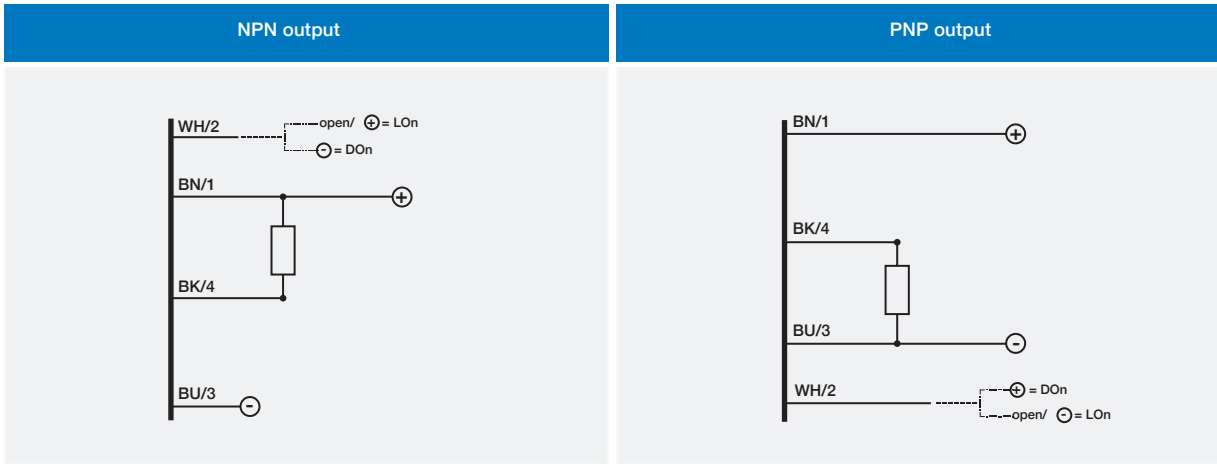 NPN output
WH/2
open/ + = LOn
- = DOn
BN/1
+
BK/4
BU/3
-
PNP output
BN/1
+
BK/4
BU/3
-
WH/2
+ = DOn
open/ - = LOn